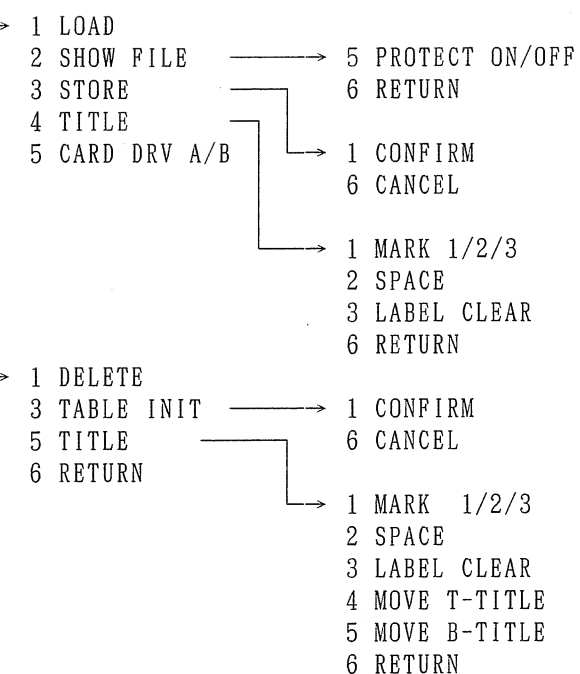 1 LOAD
2 SHOW FILE
5 PROTECT ON/OFF
3 STORE
6 RETURN
4 TITLE
5 CARD DRV A/B
1 CONFIRM
6 CANCEL
1 MARK 1/2/3
2 SPACE
3 LABEL CLEAR
6 RETURN
1 DELETE
3 TABLE INIT
1 CONFIRM
5 TITLE
6 CANCEL
6 RETURN
1 MARK 1/2/3
2 SPACE
3 LABEL CLEAR
4 MOVE T-TITLE
5 MOVE B-TITLE
6 RETURN